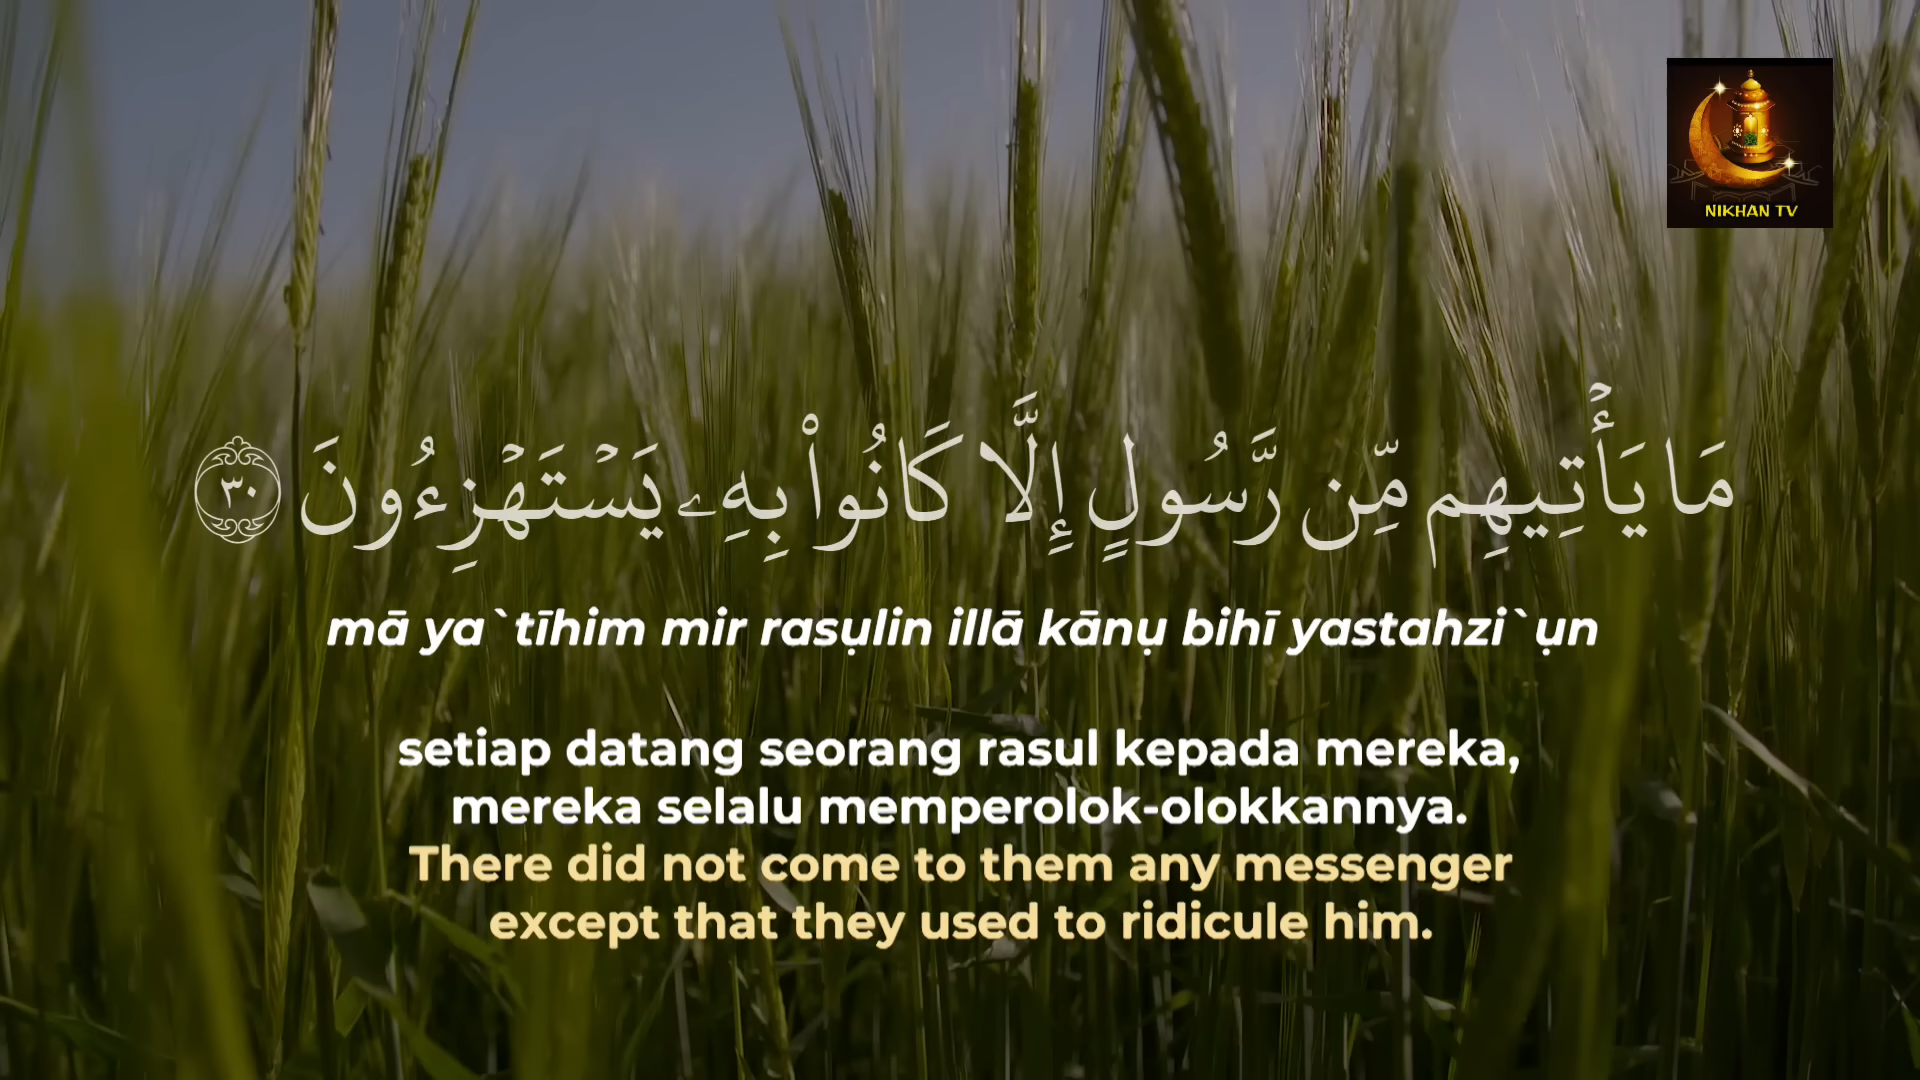 NIKHAN TV
مَا يَأْتِيهِم مِّن رَّسُولٍ إِلَّا كَانُوا۟ بِهِۦ يَسْتَهْزِءُونَ ٣٠
mā ya`tīhim mir rasụlin illā kānụ bihī yastahzi`ụn
setiap datang seorang rasul kepada mereka,
mereka selalu memperolok-olokkannya.
There did not come to them any messenger
except that they used to ridicule him.